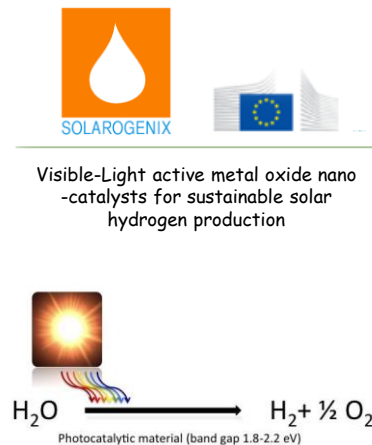 SOLAROGENIX
Visible-Light active metal oxide nano
-catalysts for sustainable solar
hydrogen production
H₂O
H₂+ ½ O₂
Photocatalytic material (band gap 1.8-2.2 eV)